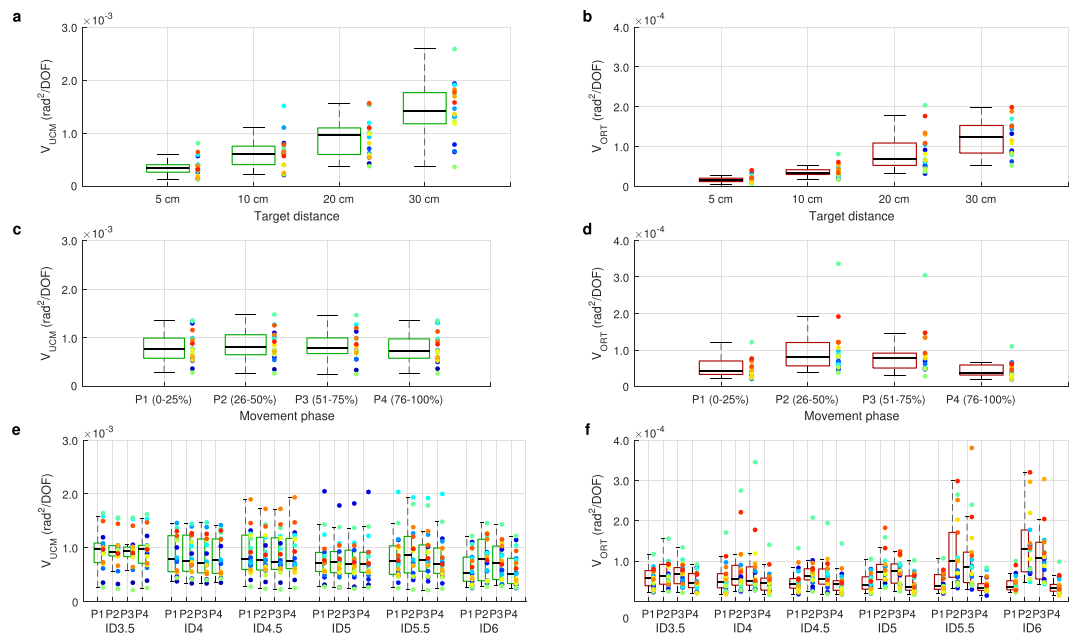 a
×10⁻³
3.0
2.0
1.0
0
V_UCM (rad²/DOF)
5 cm 10 cm 20 cm 30 cm
Target distance
b
×10⁻⁴
4.0
3.0
2.0
1.0
0
V_ORT (rad²/DOF)
5 cm 10 cm 20 cm 30 cm
Target distance
c
×10⁻³
3.0
2.0
1.0
0
V_UCM (rad²/DOF)
P1 (0-25%) P2 (26-50%) P3 (51-75%) P4 (76-100%)
Movement phase
d
×10⁻⁴
4.0
3.0
2.0
1.0
0
V_ORT (rad²/DOF)
P1 (0-25%) P2 (26-50%) P3 (51-75%) P4 (76-100%)
Movement phase
e
×10⁻³
3.0
2.0
1.0
0
V_UCM (rad²/DOF)
P1P2P3P4 P1P2P3P4 P1P2P3P4 P1P2P3P4 P1P2P3P4 P1P2P3P4
ID3.5 ID4 ID4.5 ID5 ID5.5 ID6
f
×10⁻⁴
4.0
3.0
2.0
1.0
0
V_ORT (rad²/DOF)
P1P2P3P4 P1P2P3P4 P1P2P3P4 P1P2P3P4 P1P2P3P4 P1P2P3P4
ID3.5 ID4 ID4.5 ID5 ID5.5 ID6